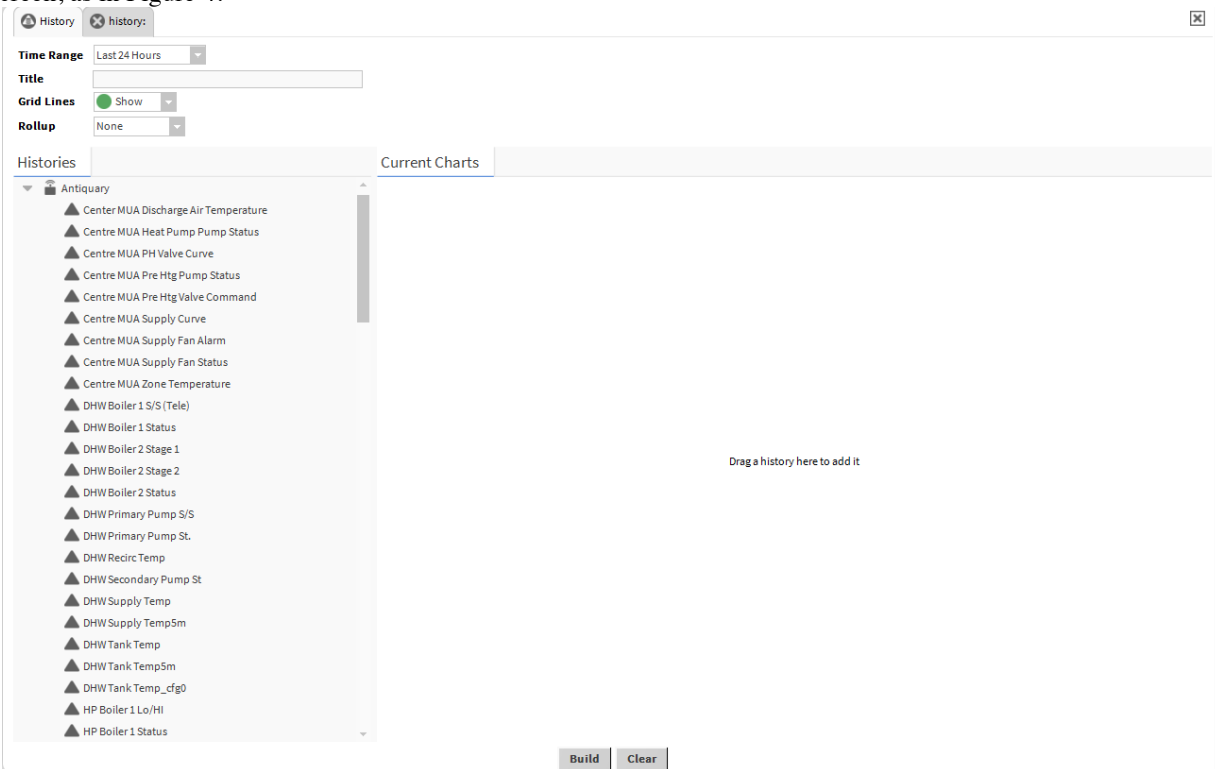 History history:
Time Range Last 24 Hours
Title
Grid Lines Show
Rollup None
Histories Current Charts
Antiquary
Center MUA Discharge Air Temperature
Centre MUA Heat Pump Pump Status
Centre MUA PH Valve Curve
Centre MUA Pre Htg Pump Status
Centre MUA Pre Htg Valve Command
Centre MUA Supply Curve
Centre MUA Supply Fan Alarm
Centre MUA Supply Fan Status
Centre MUA Zone Temperature
DHW Boiler 1 S/S (Tele)
DHW Boiler 1 Status
DHW Boiler 2 Stage 1
DHW Boiler 2 Stage 2
DHW Boiler 2 Status
DHW Primary Pump S/S
DHW Primary Pump St.
DHW Recirc Temp
DHW Secondary Pump St
DHW Supply Temp
DHW Supply Temp5m
DHW Tank Temp
DHW Tank Temp5m
DHW Tank Temp_cfg0
HP Boiler 1 Lo/HI
HP Boiler 1 Status
Drag a history here to add it
Build Clear